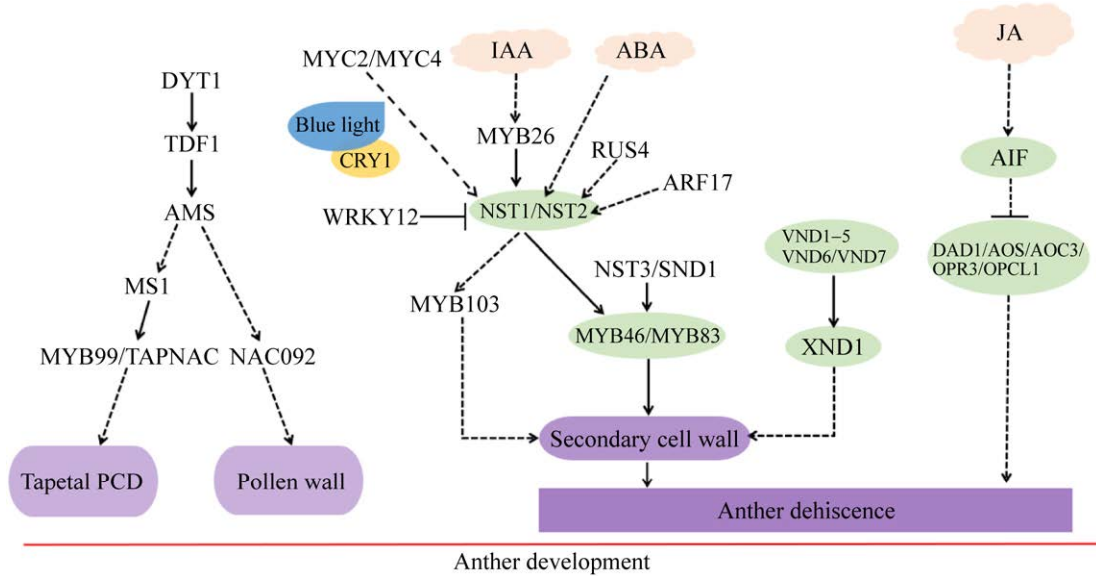 DYT1
TDF1
AMS
MS1
MYB99/TAPNAC
NAC092
Tapetal PCD
Pollen wall
MYC2/MYC4
Blue light
CRY1
IAA
ABA
MYB26
RUS4
ARF17
WRKY12
NST1/NST2
NST3/SND1
MYB103
MYB46/MYB83
VND1–5
VND6/VND7
XND1
Secondary cell wall
JA
AIF
DAD1/AOS/AOC3/
OPR3/OPCL1
Anther dehiscence
Anther development